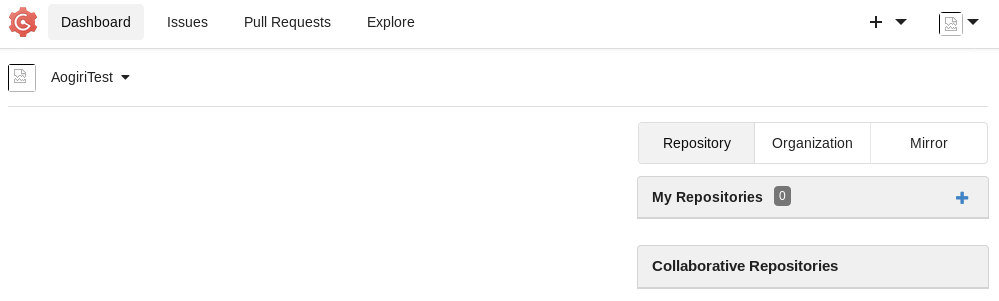 Dashboard Issues Pull Requests Explore
AogiriTest
Repository Organization Mirror
My Repositories 0
Collaborative Repositories